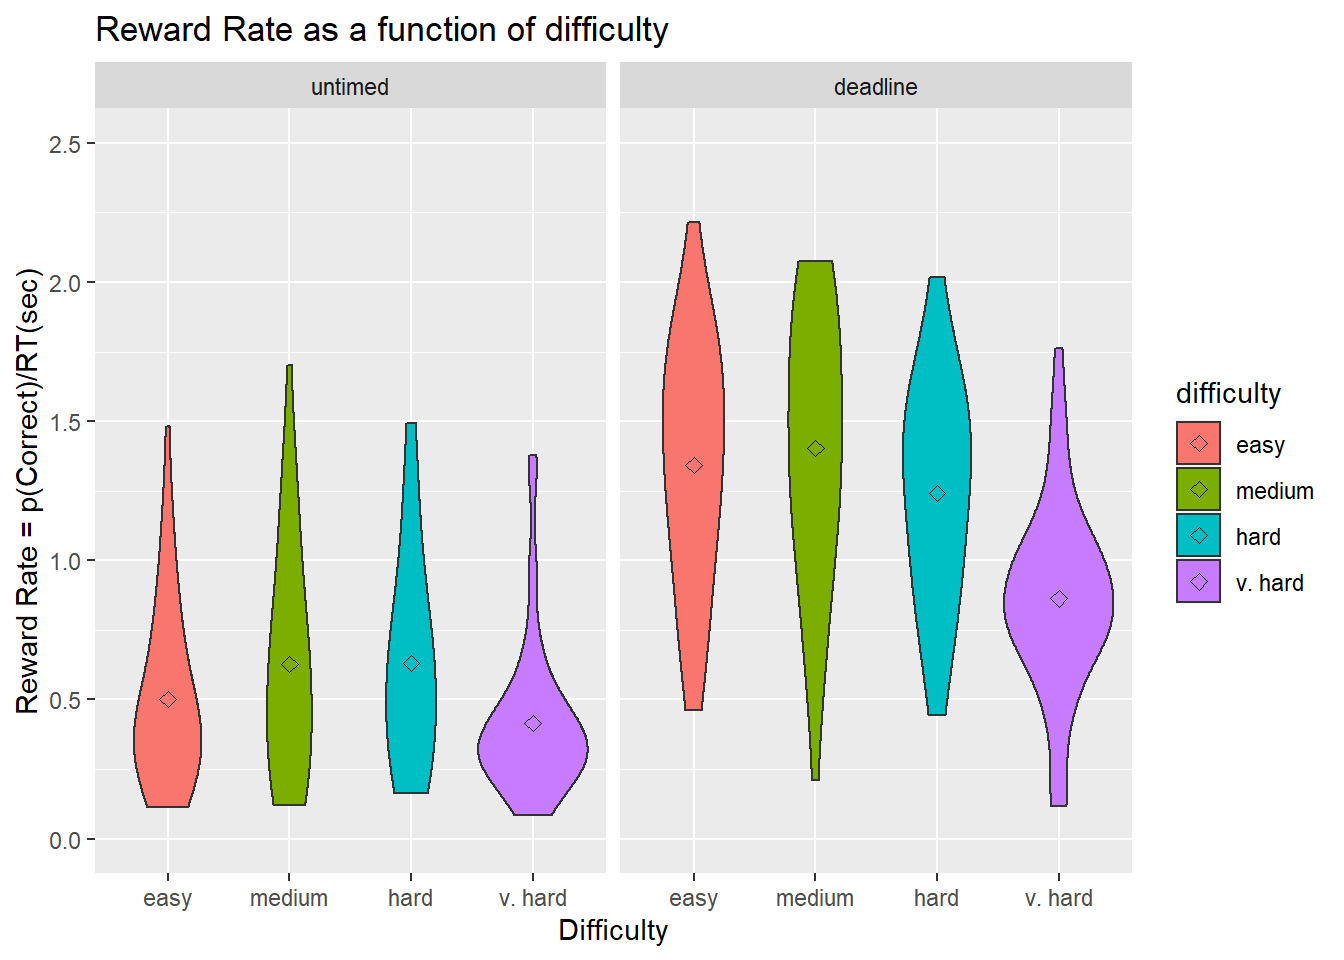 Reward Rate as a function of difficulty
untimed
deadline
Reward Rate = p(Correct)/RT(sec)
2.5
2.0
1.5
1.0
0.5
0.0
easy medium hard v. hard
easy medium hard v. hard
Difficulty
difficulty
easy
medium
hard
v. hard